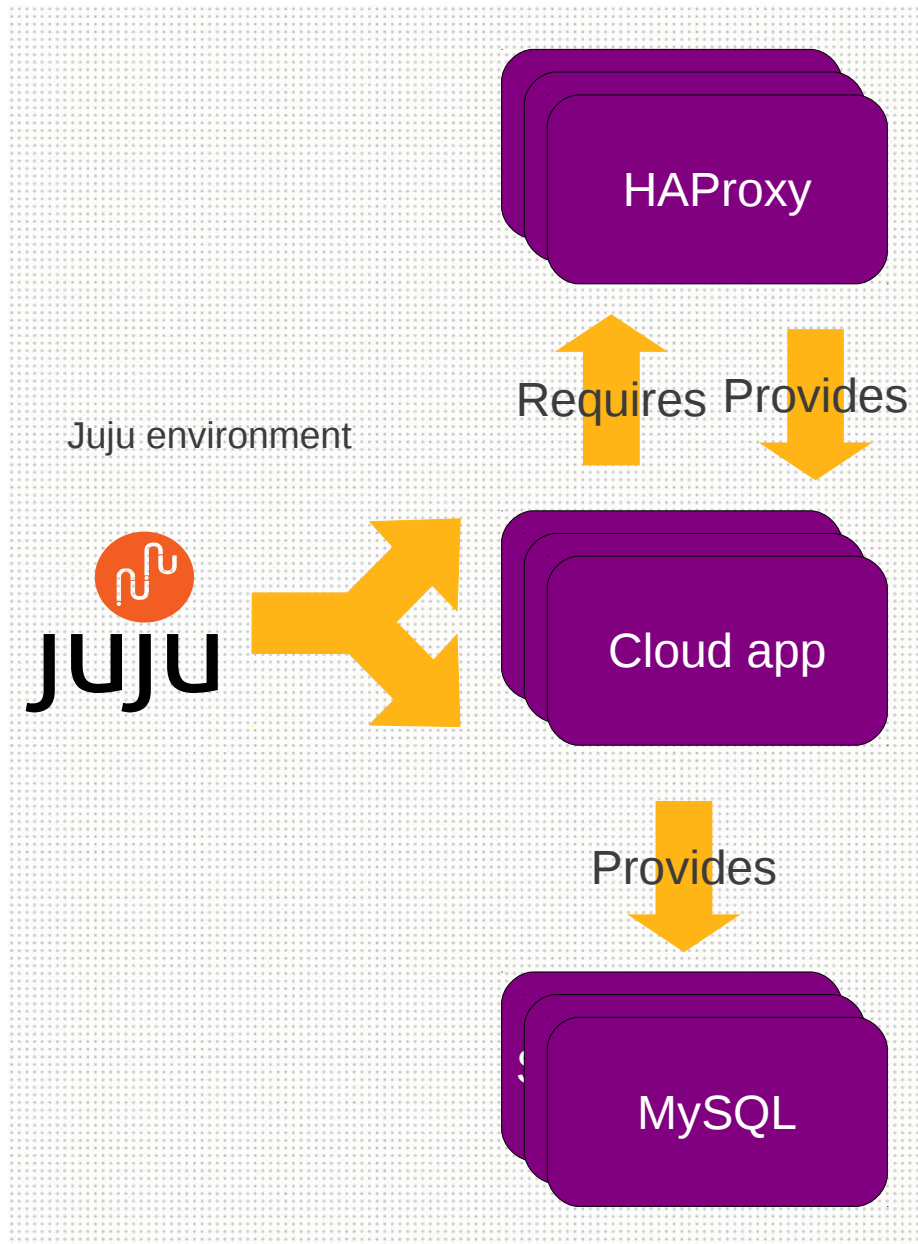 HAProxy
Requires
Provides
Juju environment
juju
Cloud app
Provides
MySQL